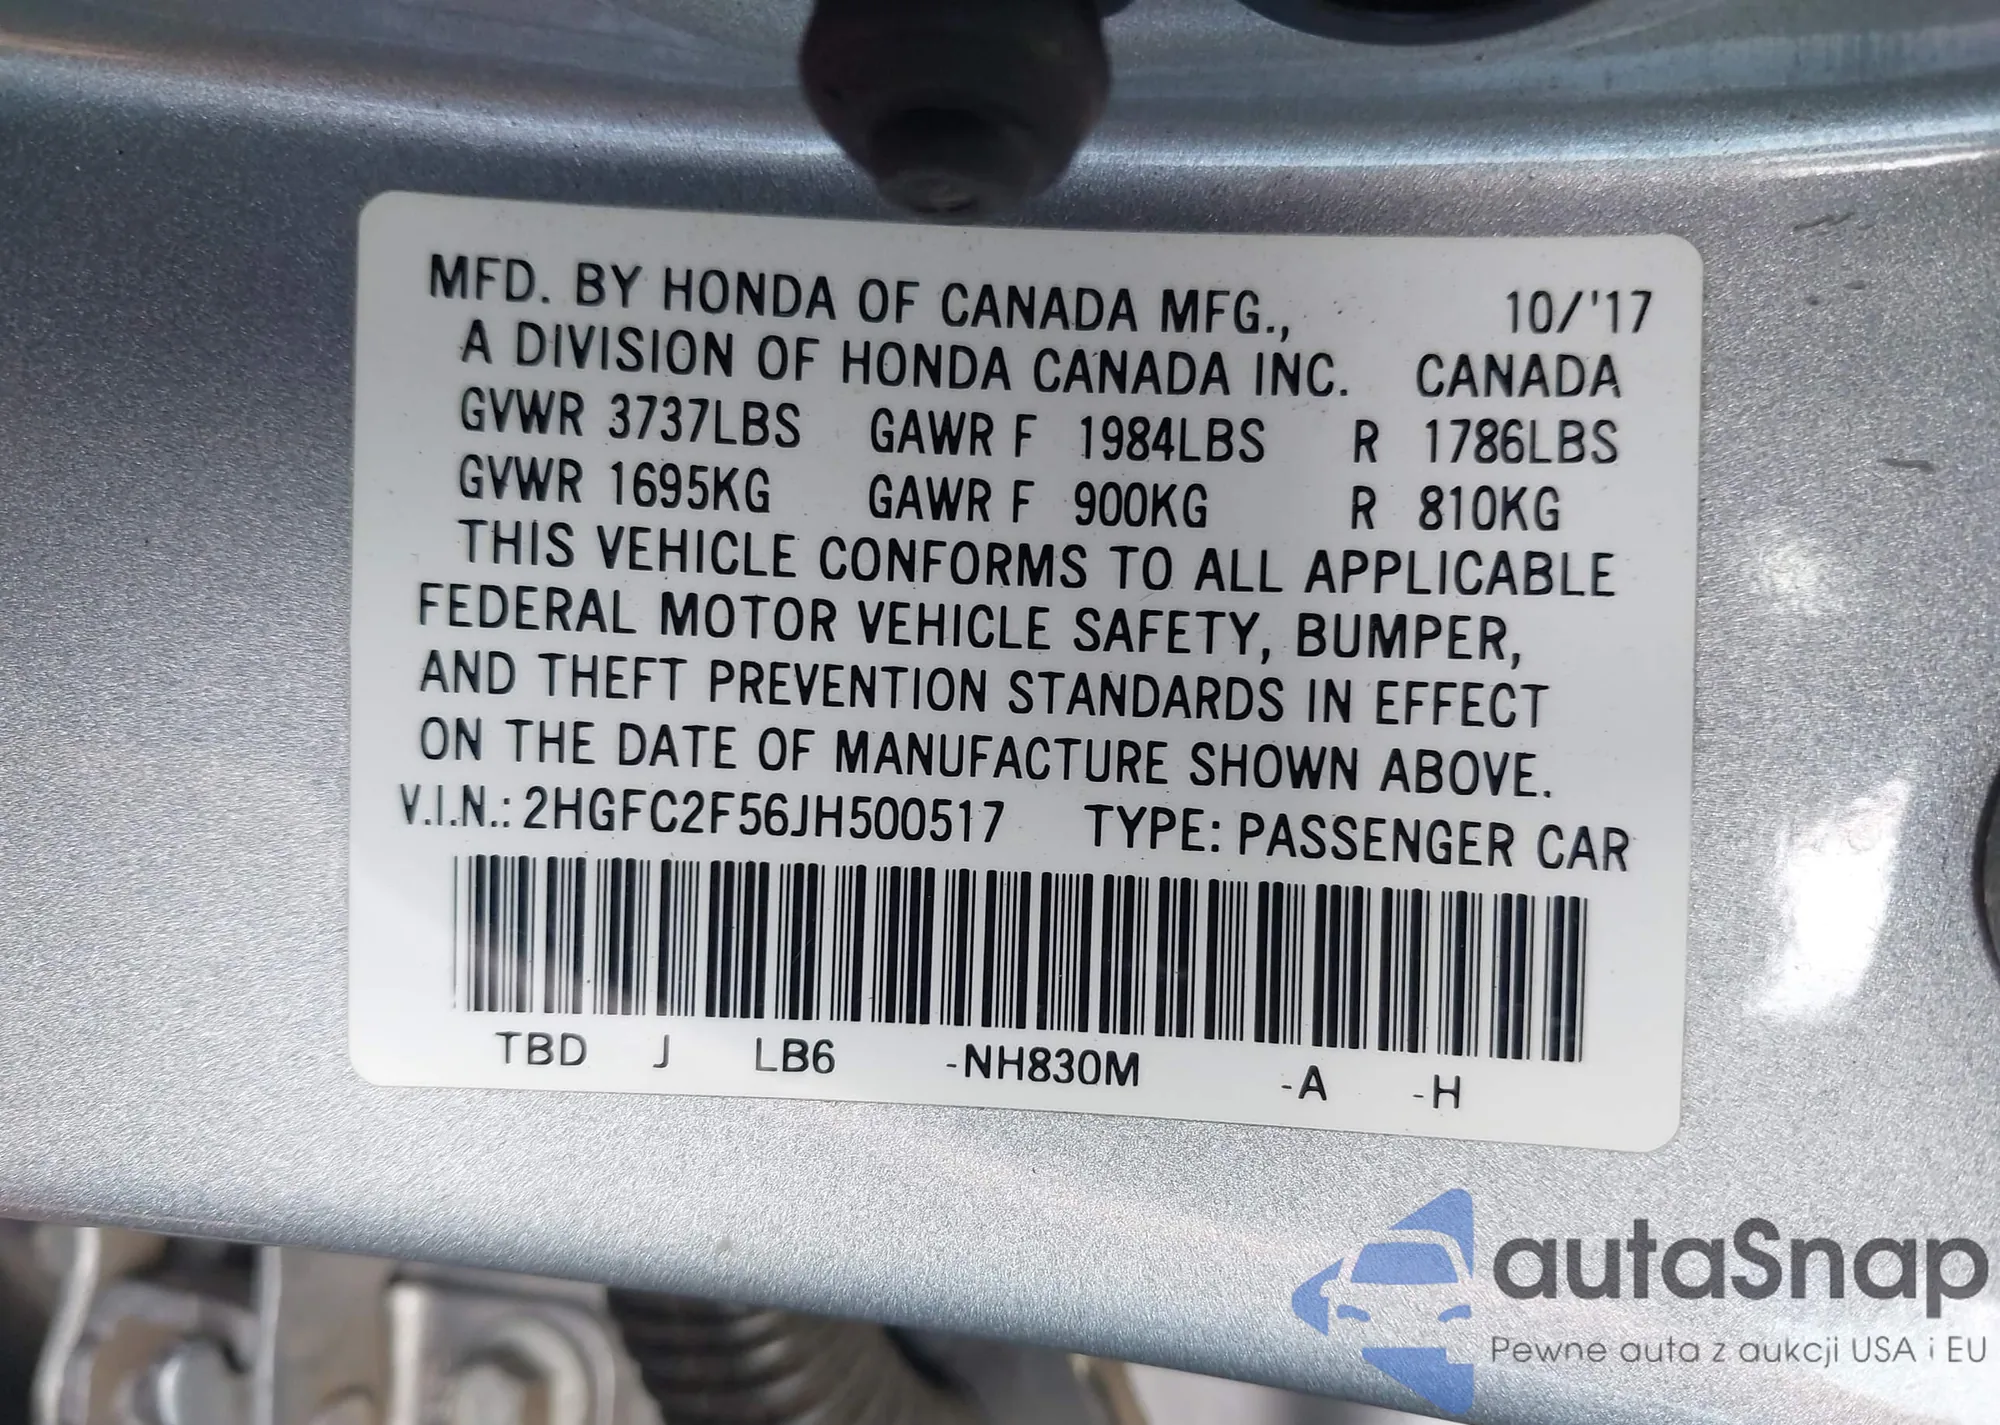 MFD. BY HONDA OF CANADA MFG., 10/'17
A DIVISION OF HONDA CANADA INC. CANADA
GVWR 3737LBS GAWR F 1984LBS R 1786LBS
GVWR 1695KG GAWR F 900KG R 810KG
THIS VEHICLE CONFORMS TO ALL APPLICABLE
FEDERAL MOTOR VEHICLE SAFETY, BUMPER,
AND THEFT PREVENTION STANDARDS IN EFFECT
ON THE DATE OF MANUFACTURE SHOWN ABOVE.
V.I.N.: 2HGFC2F56JH500517 TYPE: PASSENGER CAR
TBD J LB6 -NH830M -A -H
autaSnap
Pewne auta z aukcji USA i EU